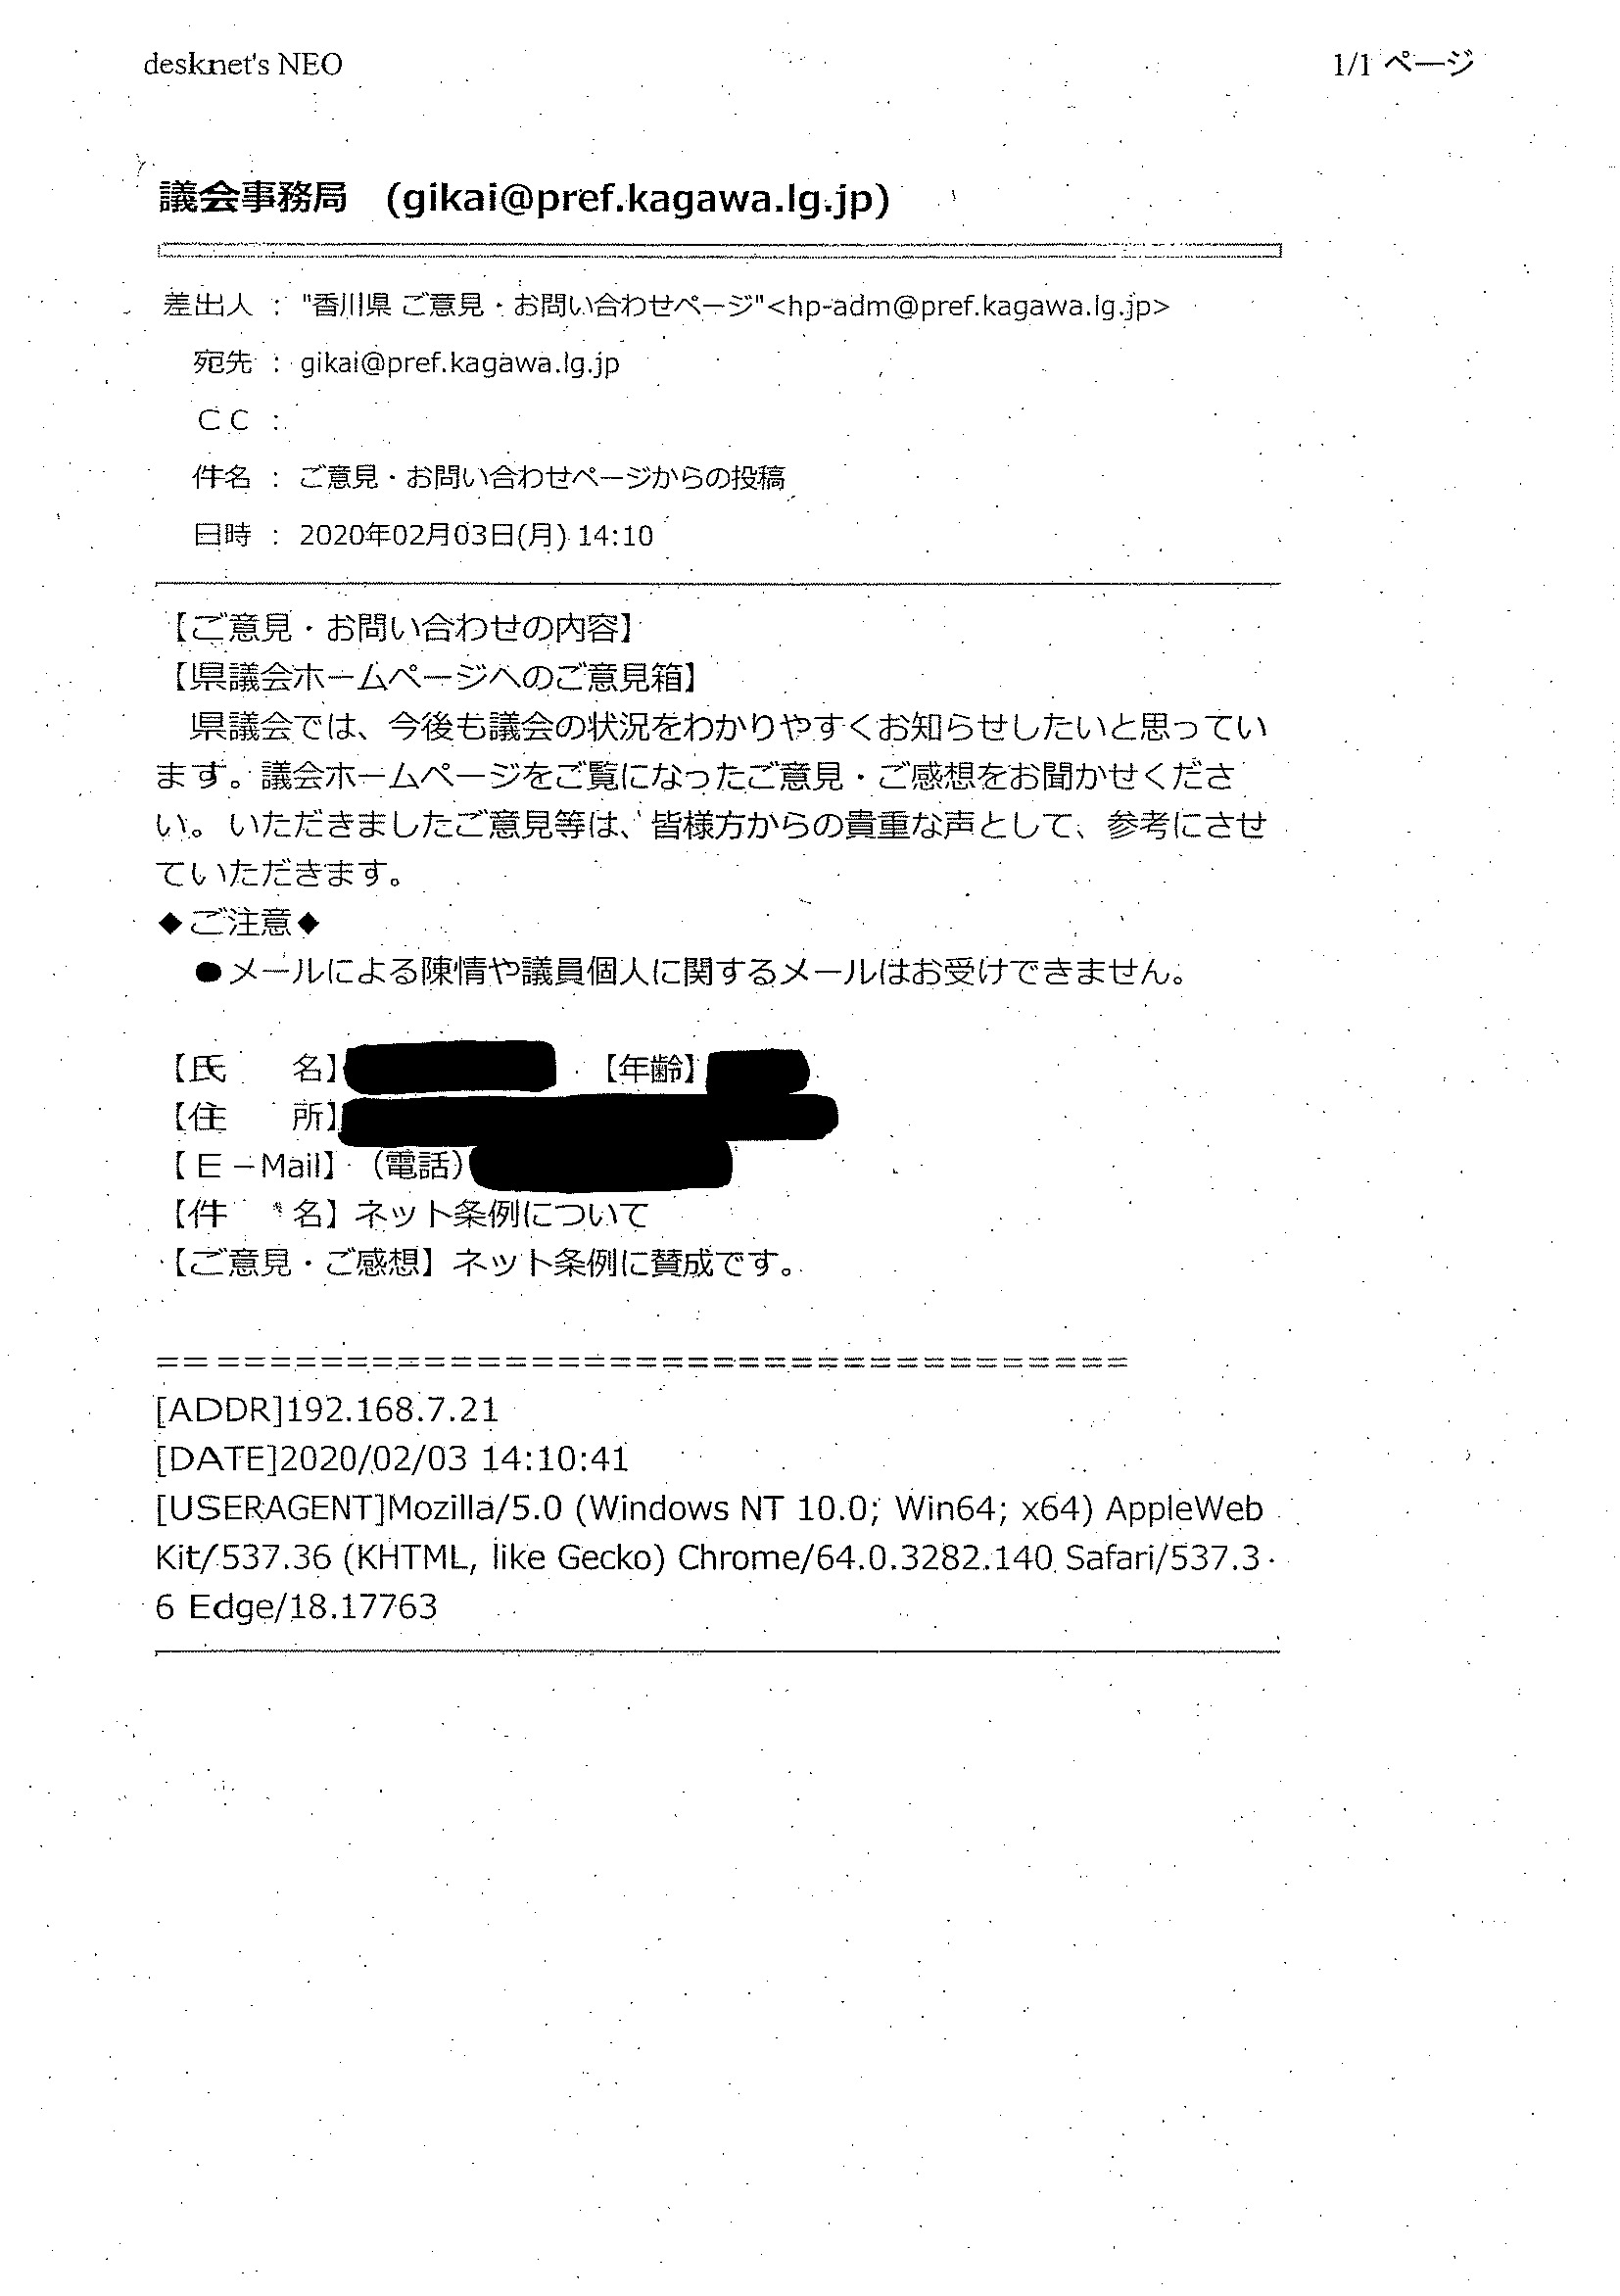 desknet's NEO
1/1 ページ
議会事務局　(gikai@pref.kagawa.lg.jp)
差出人 : "香川県 ご意見・お問い合わせページ"<hp-adm@pref.kagawa.lg.jp>
宛先 : gikai@pref.kagawa.lg.jp
ＣＣ :
件名 : ご意見・お問い合わせページからの投稿
日時 : 2020年02月03日(月) 14:10
【ご意見・お問い合わせの内容】
【県議会ホームページへのご意見箱】
　県議会では、今後も議会の状況をわかりやすくお知らせしたいと思ってい
ます。議会ホームページをご覧になったご意見・ご感想をお聞かせくださ
い。いただきましたご意見等は、皆様方からの貴重な声として、参考にさせ
ていただきます。
◆ご注意◆
　●メールによる陳情や議員個人に関するメールはお受けできません。
【氏　　名】　【年齢】
【住　　所】
【Ｅ－Mail】（電話）
【件　　名】ネット条例について
【ご意見・ご感想】ネット条例に賛成です。
=====================================
[ADDR]192.168.7.21
[DATE]2020/02/03 14:10:41
[USERAGENT]Mozilla/5.0 (Windows NT 10.0; Win64; x64) AppleWeb
Kit/537.36 (KHTML, like Gecko) Chrome/64.0.3282.140 Safari/537.3
6 Edge/18.17763